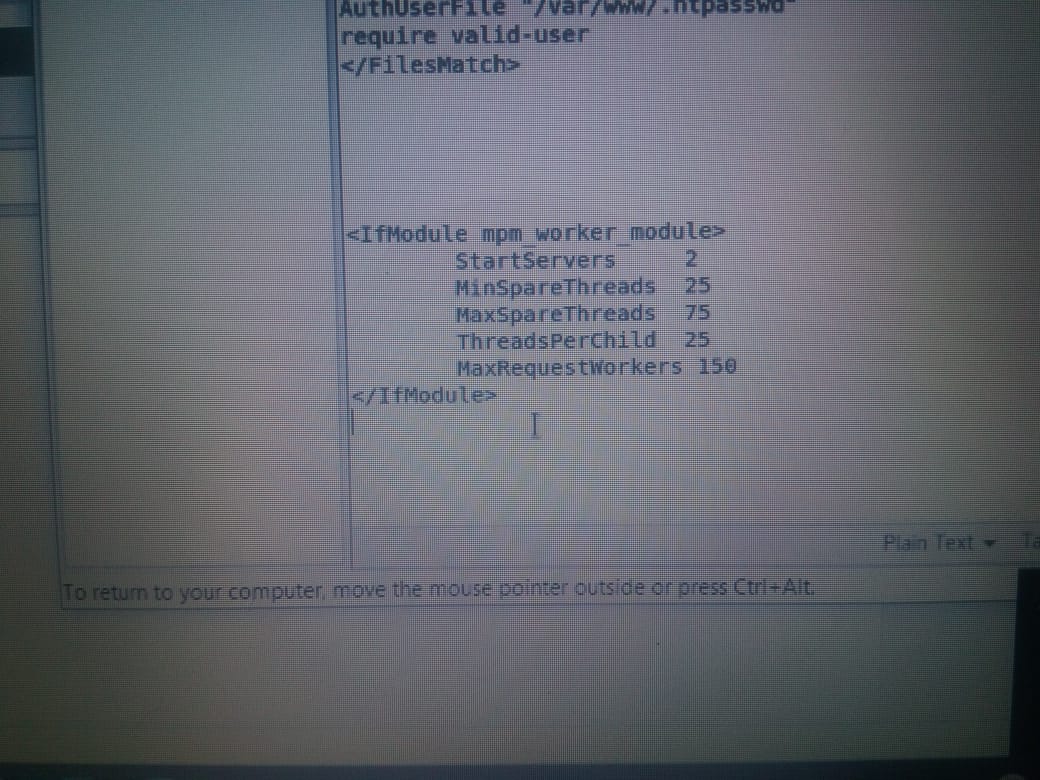 AuthUserFile "/var/www/.htpasswd"
require valid-user
</FilesMatch>
<IfModule mpm_worker_module>
StartServers 2
MinSpareThreads 25
MaxSpareThreads 75
ThreadsPerChild 25
MaxRequestWorkers 150
</IfModule>
Plain Text
To return to your computer, move the mouse pointer outside or press Ctrl+Alt.